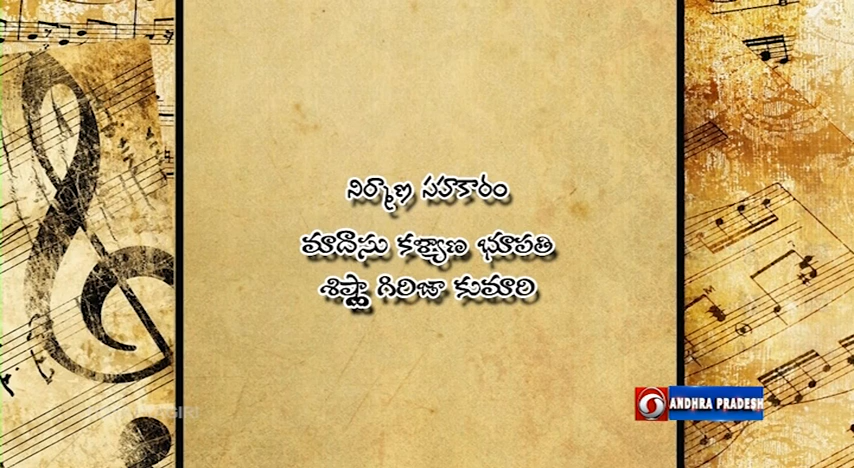 నిర్మాణ సహకారం
మాదాసు కళ్యాణ భూపతి
శిష్ట్లా గిరిజా కుమారి
ANDHRA PRADESH